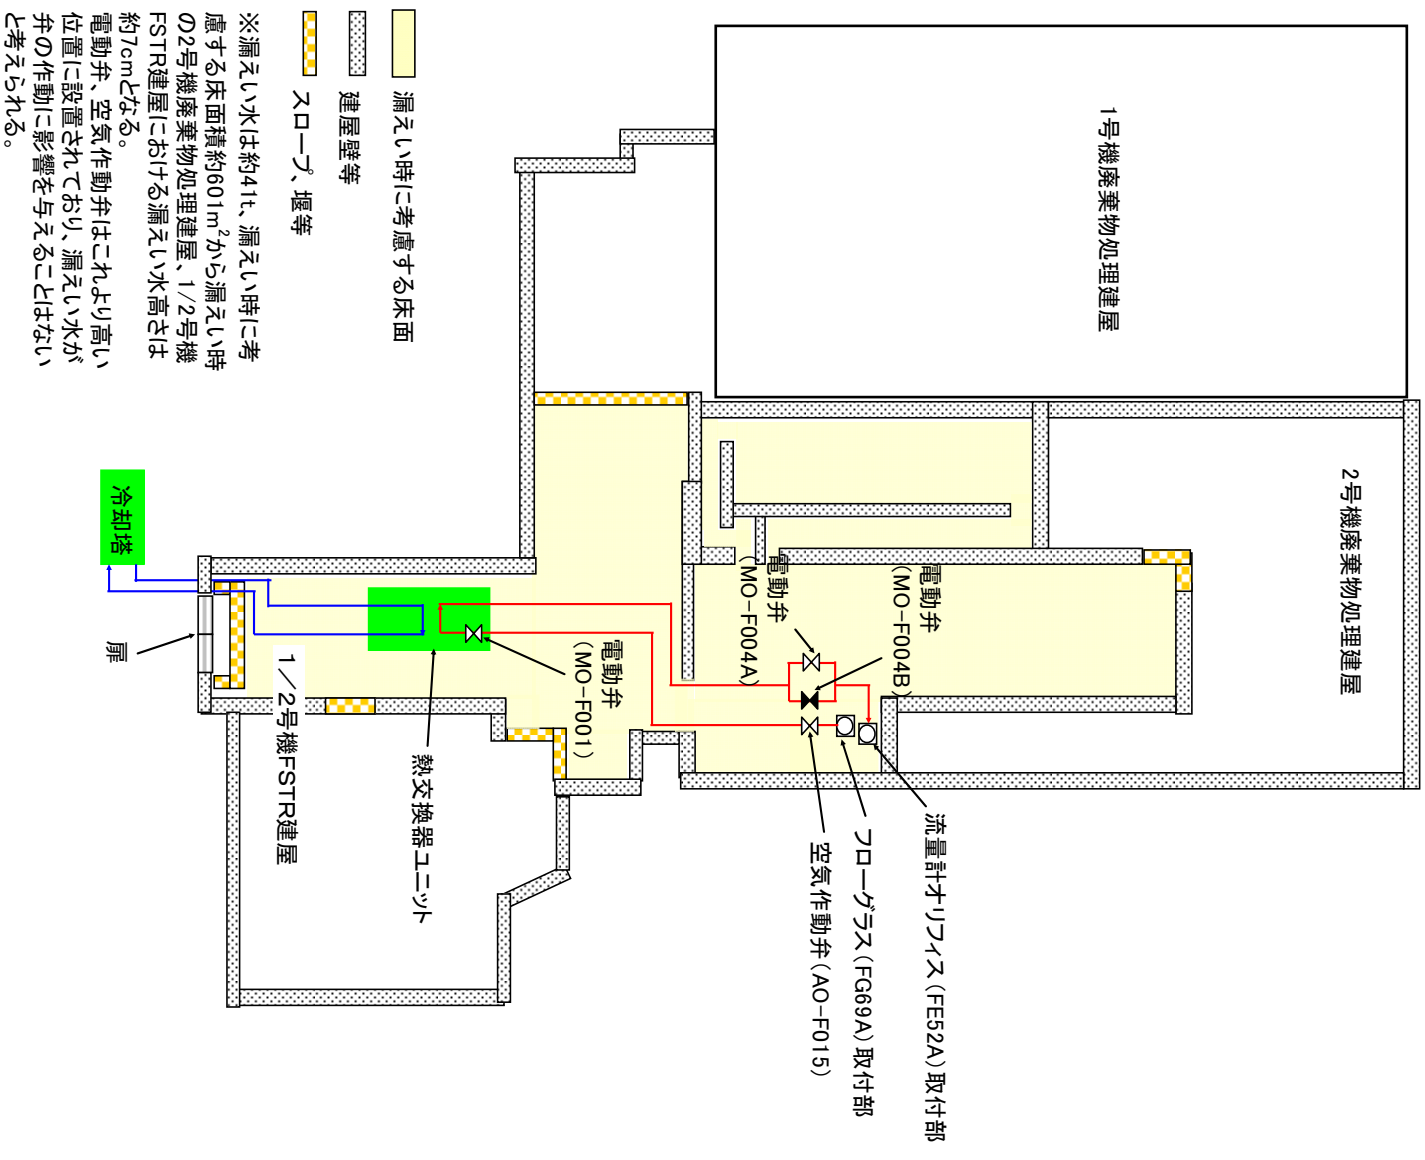 1号機廃棄物処理建屋
2号機廃棄物処理建屋
流量計オリフィス（FE52A）取付部
電動弁
（MO-F004B）
フローグラス（FG69A）取付部
空気作動弁（AO-F015）
電動弁
（MO-F004A）
電動弁
（MO-F001）
熱交換器ユニット
1／2号機FSTR建屋
冷却塔
扉
漏えい時に考慮する床面
建屋壁等
スロープ、堰等
※漏えい水は約41t、漏えい時に考
慮する床面積約601m²から漏えい時
の2号機廃棄物処理建屋、1/2号機
FSTR建屋における漏えい水高さは
約7cmとなる。
電動弁、空気作動弁はこれより高い
位置に設置されており、漏えい水が
弁の作動に影響を与えることはない
と考えられる。